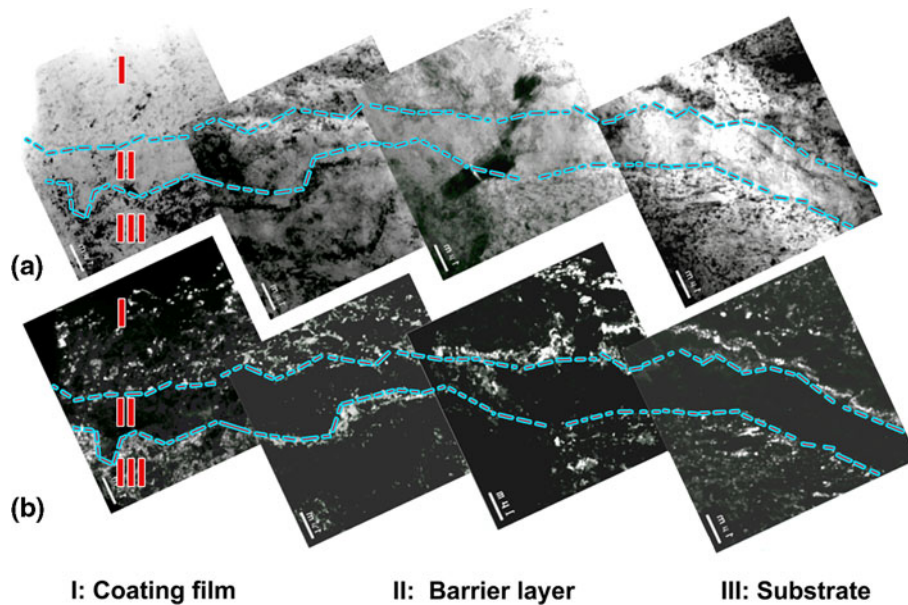 I
II
III
(a)
I
II
III
(b)
I: Coating film II: Barrier layer III: Substrate